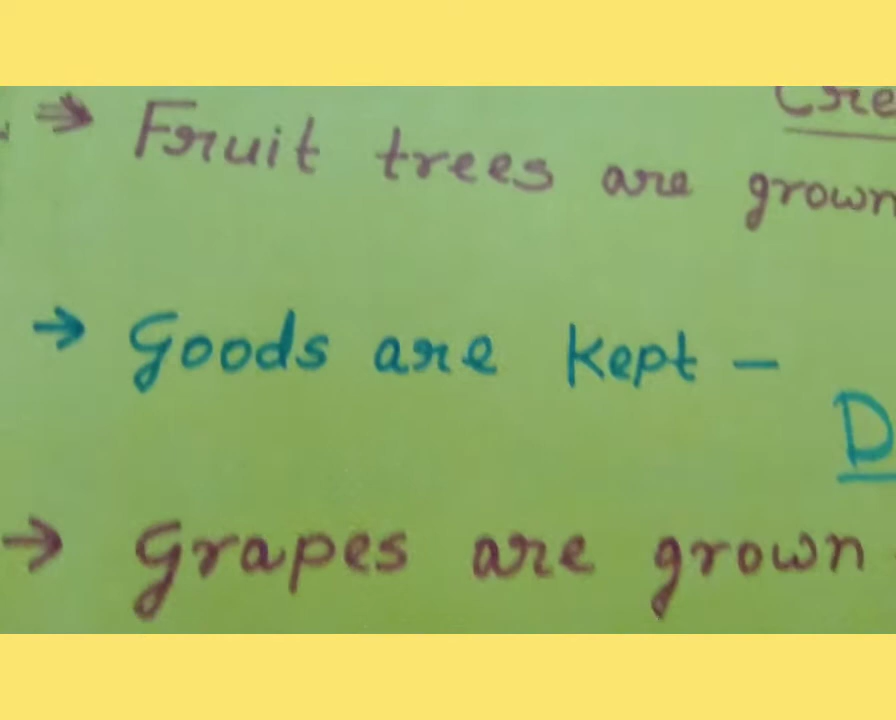 ⇒ Fruit trees are grown
→ Goods are kept –
D
→ Grapes are grown